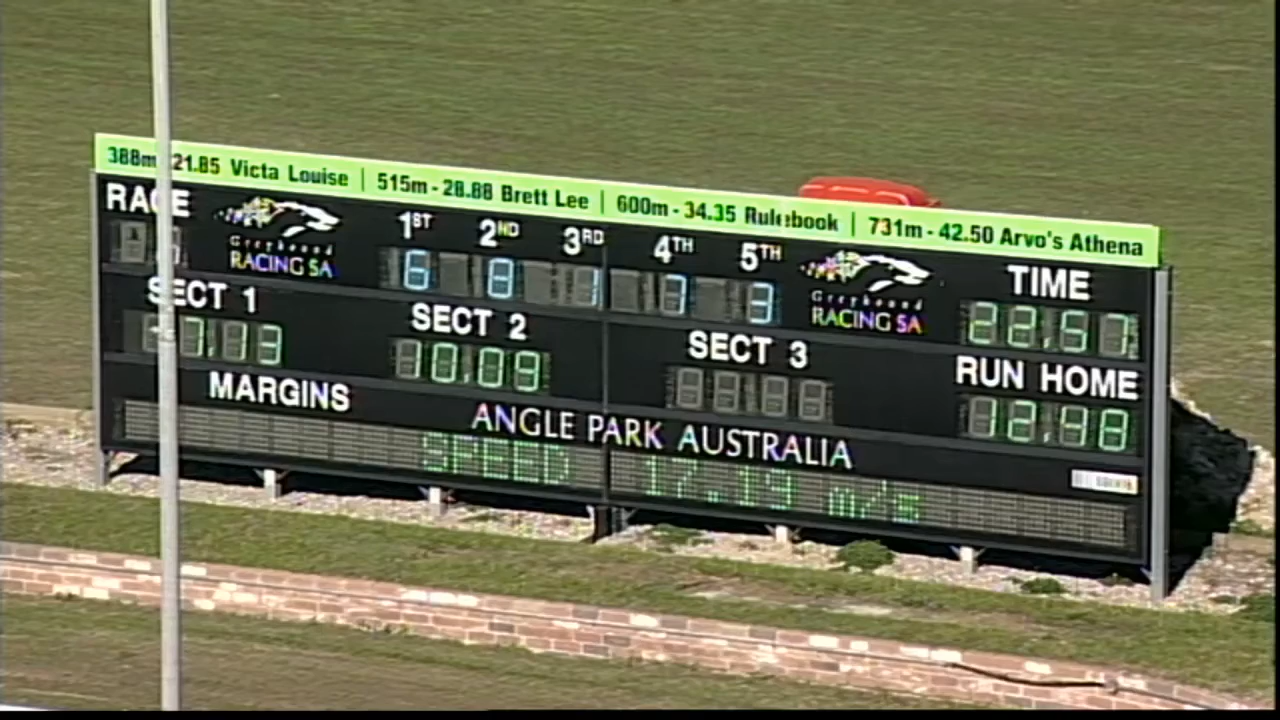 388m 21.85 Victa Louise | 515m - 28.88 Brett Lee | 600m - 34.35 Rulebook | 731m - 42.50 Arvo's Athena
RACE
Greyhound
RACING SA
1ST 2ND 3RD 4TH 5TH
6 8 1 7 3
Greyhound
RACING SA
TIME
22.57
SECT 1
7.13
SECT 2
10.09
SECT 3
RUN HOME
12.48
MARGINS
ANGLE PARK AUSTRALIA
SPEED 17.19 m/s